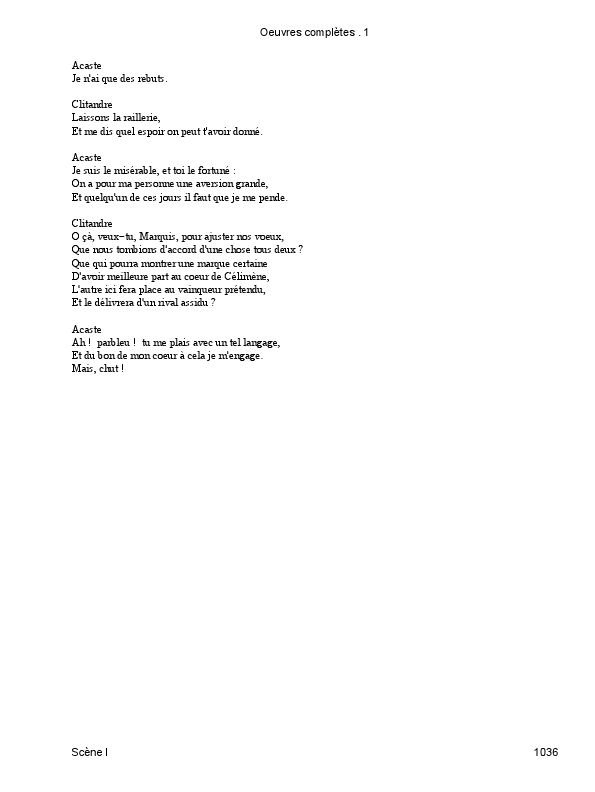 Oeuvres complètes . 1
Acaste
Je n'ai que des rebuts.
Clitandre
Laissons la raillerie,
Et me dis quel espoir on peut t'avoir donné.
Acaste
Je suis le misérable, et toi le fortuné :
On a pour ma personne une aversion grande,
Et quelqu'un de ces jours il faut que je me pende.
Clitandre
O çà, veux−tu, Marquis, pour ajuster nos voeux,
Que nous tombions d'accord d'une chose tous deux ?
Que qui pourra montrer une marque certaine
D'avoir meilleure part au coeur de Célimène,
L'autre ici fera place au vainqueur prétendu,
Et le délivrera d'un rival assidu ?
Acaste
Ah ! parbleu ! tu me plais avec un tel langage,
Et du bon de mon coeur à cela je m'engage.
Mais, chut !
Scène I 1036